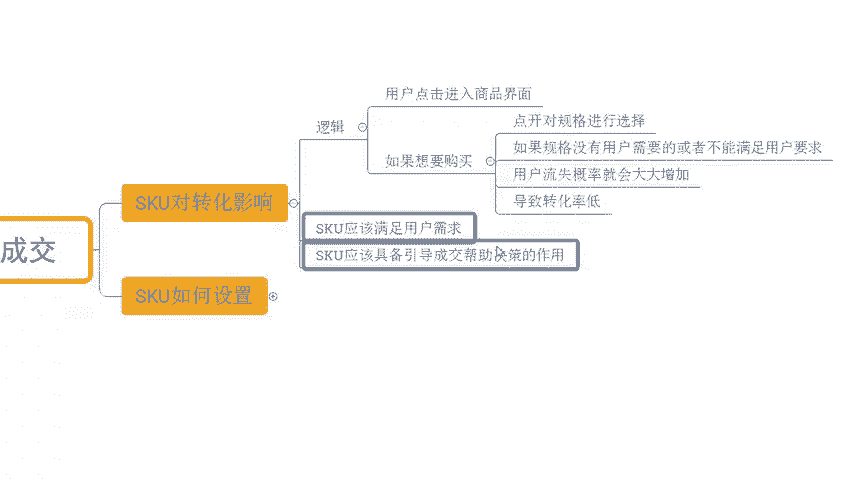 成交
SKU对转化影响
逻辑
用户点击进入商品界面
如果想要购买
点开对规格进行选择
如果规格没有用户需要的或者不能满足用户要求
用户流失概率就会大大增加
导致转化率低
SKU应该满足用户需求
SKU应该具备引导成交帮助决策的作用
SKU如何设置